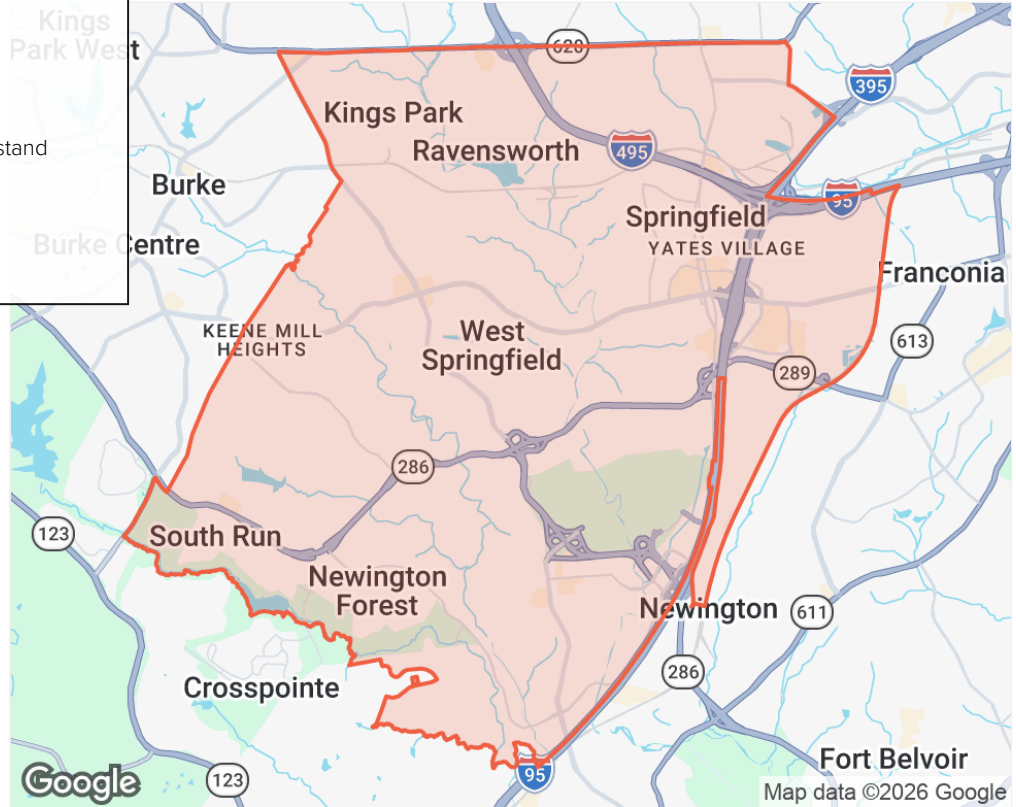 Kings
Park West
620
395
Kings Park
Ravensworth
495
stand
Burke
95
Springfield
YATES VILLAGE
Burke Centre
Franconia
KEENE MILL
HEIGHTS
West
Springfield
613
289
286
123
South Run
Newington
Forest
Newington
611
286
Crosspointe
Fort Belvoir
95
Google
123
Map data ©2026 Google